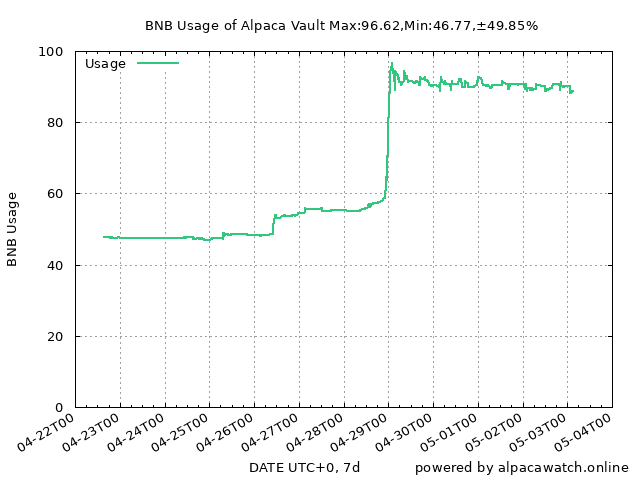 BNB Usage of Alpaca Vault Max:96.62,Min:46.77,±49.85%
Usage
BNB Usage
100
80
60
40
20
0
04-22T00
04-23T00
04-24T00
04-25T00
04-26T00
04-27T00
04-28T00
04-29T00
04-30T00
05-01T00
05-02T00
05-03T00
05-04T00
DATE UTC+0, 7d
powered by alpacawatch.online